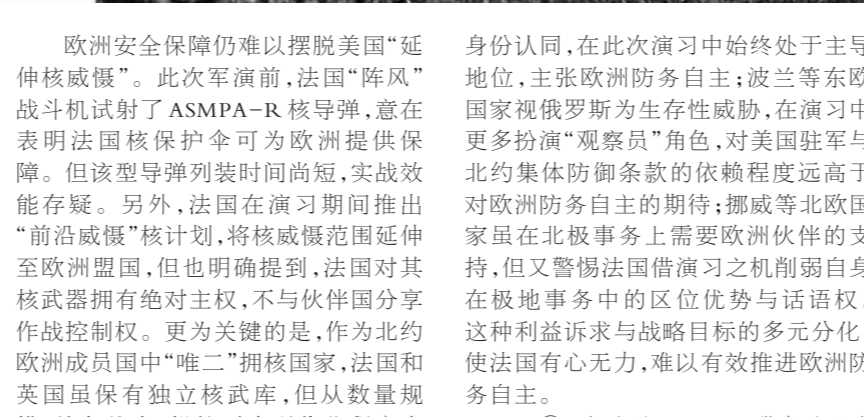 欧洲安全保障仍难以摆脱美国“延
伸核威慑”。此次军演前,法国“阵风”
战斗机试射了ASMPA-R核导弹,意在
表明法国核保护伞可为欧洲提供保
障。但该型导弹列装时间尚短,实战效
能存疑。另外,法国在演习期间推出
“前沿威慑”核计划,将核威慑范围延伸
至欧洲盟国,但也明确提到,法国对其
核武器拥有绝对主权,不与伙伴国分享
作战控制权。更为关键的是,作为北约
欧洲成员国中“唯二”拥核国家,法国和
英国虽保有独立核武库,但从数量规
身份认同,在此次演习中始终处于主导
地位,主张欧洲防务自主;波兰等东欧
国家视俄罗斯为生存性威胁,在演习中
更多扮演“观察员”角色,对美国驻军与
北约集体防御条款的依赖程度远高于
对欧洲防务自主的期待;挪威等北欧国
家虽在北极事务上需要欧洲伙伴的支
持,但又警惕法国借演习之机削弱自身
在极地事务中的区位优势与话语权。
这种利益诉求与战略目标的多元分化,
使法国有心无力,难以有效推进欧洲防
务自主。